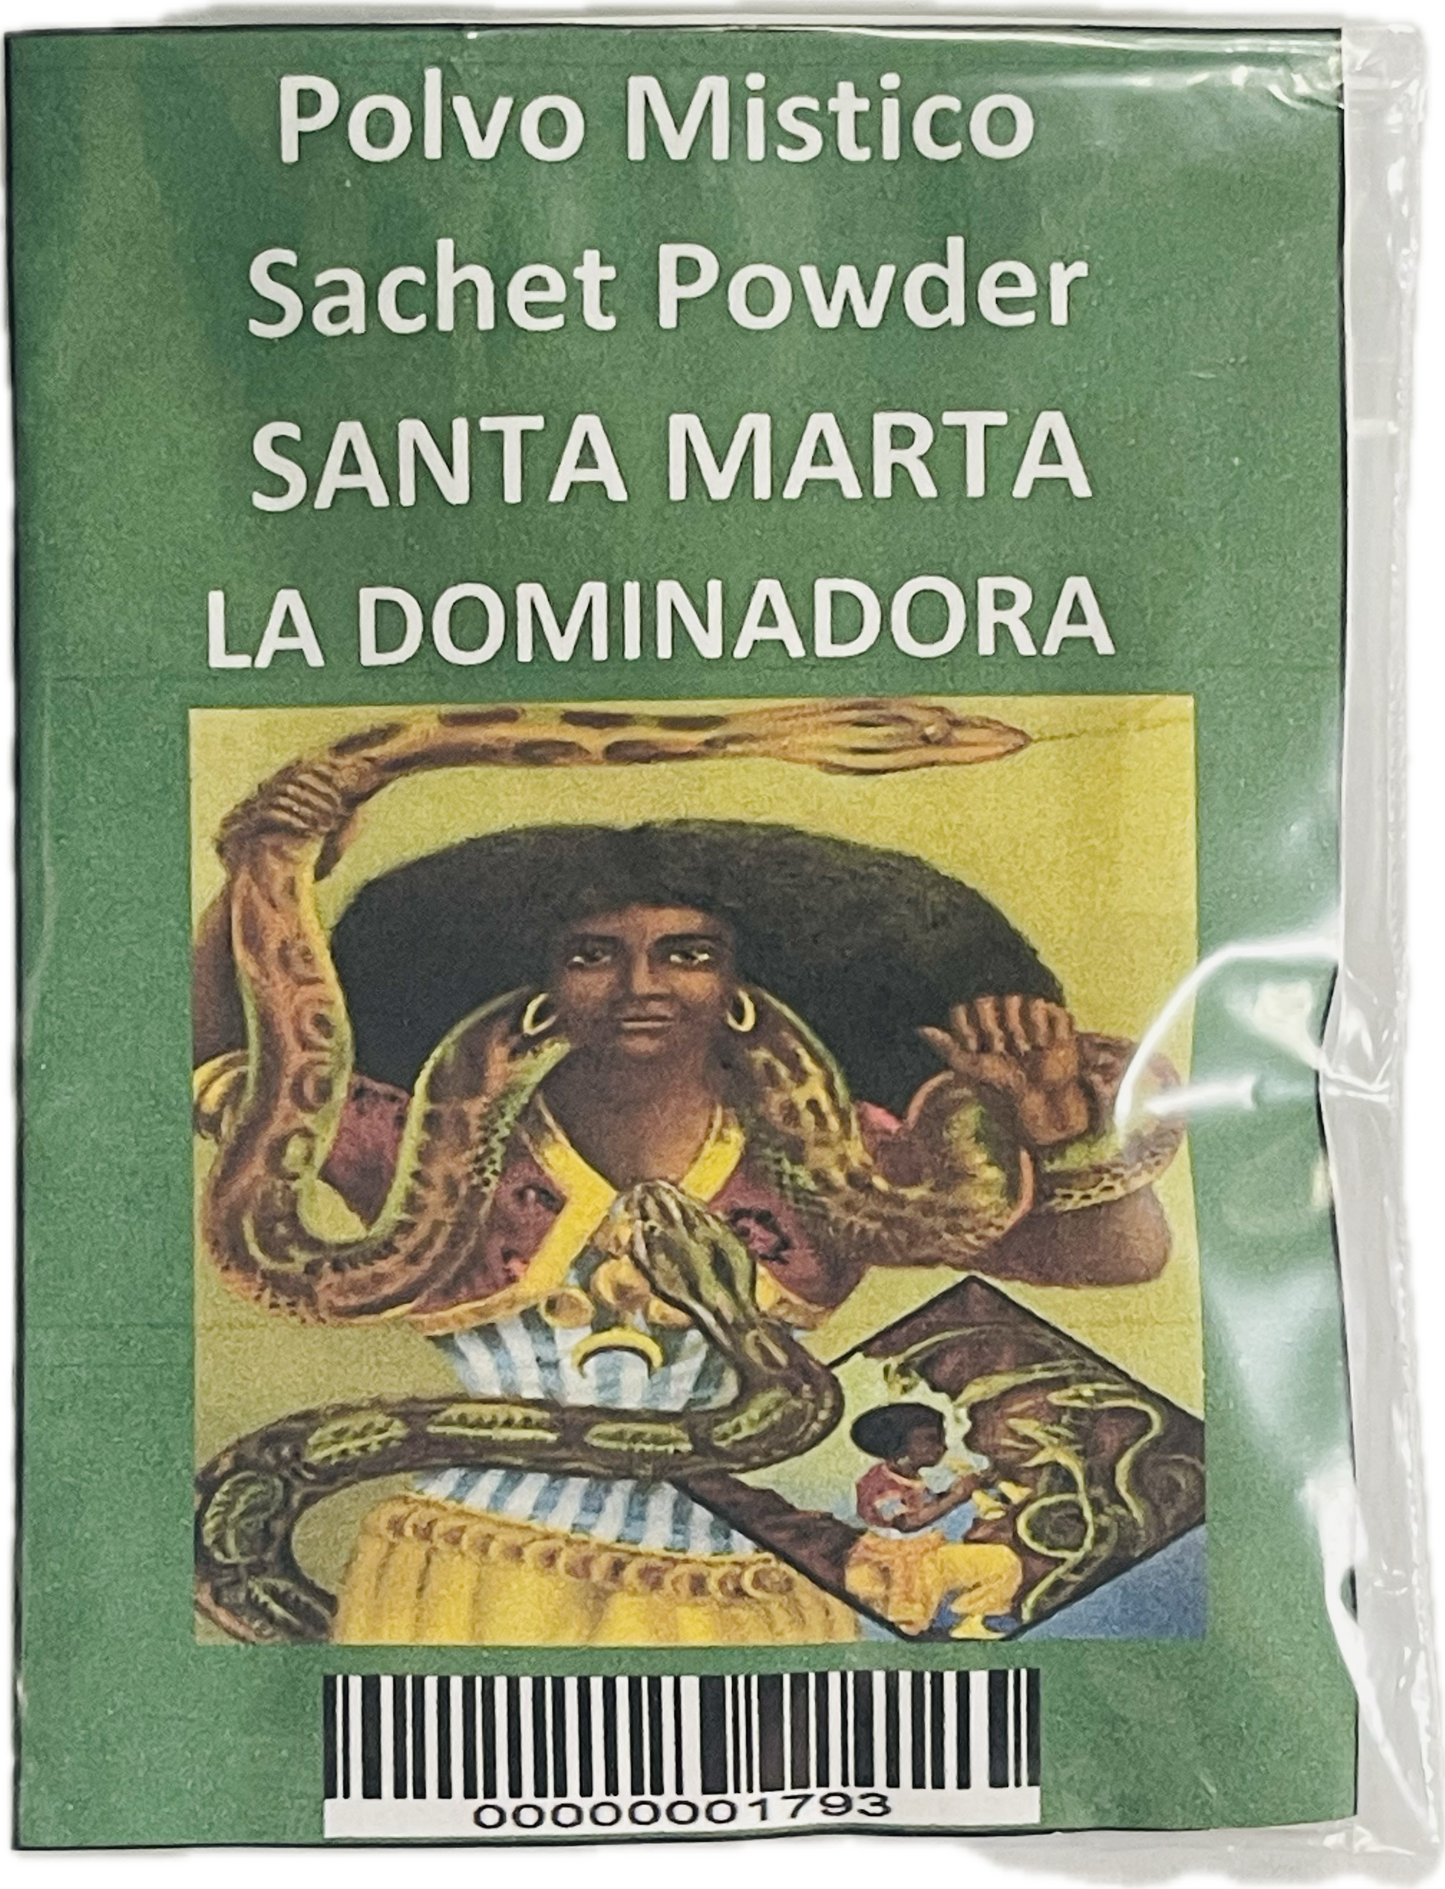 Polvo Mistico
Sachet Powder
SANTA MARTA
LA DOMINADORA
00000001793